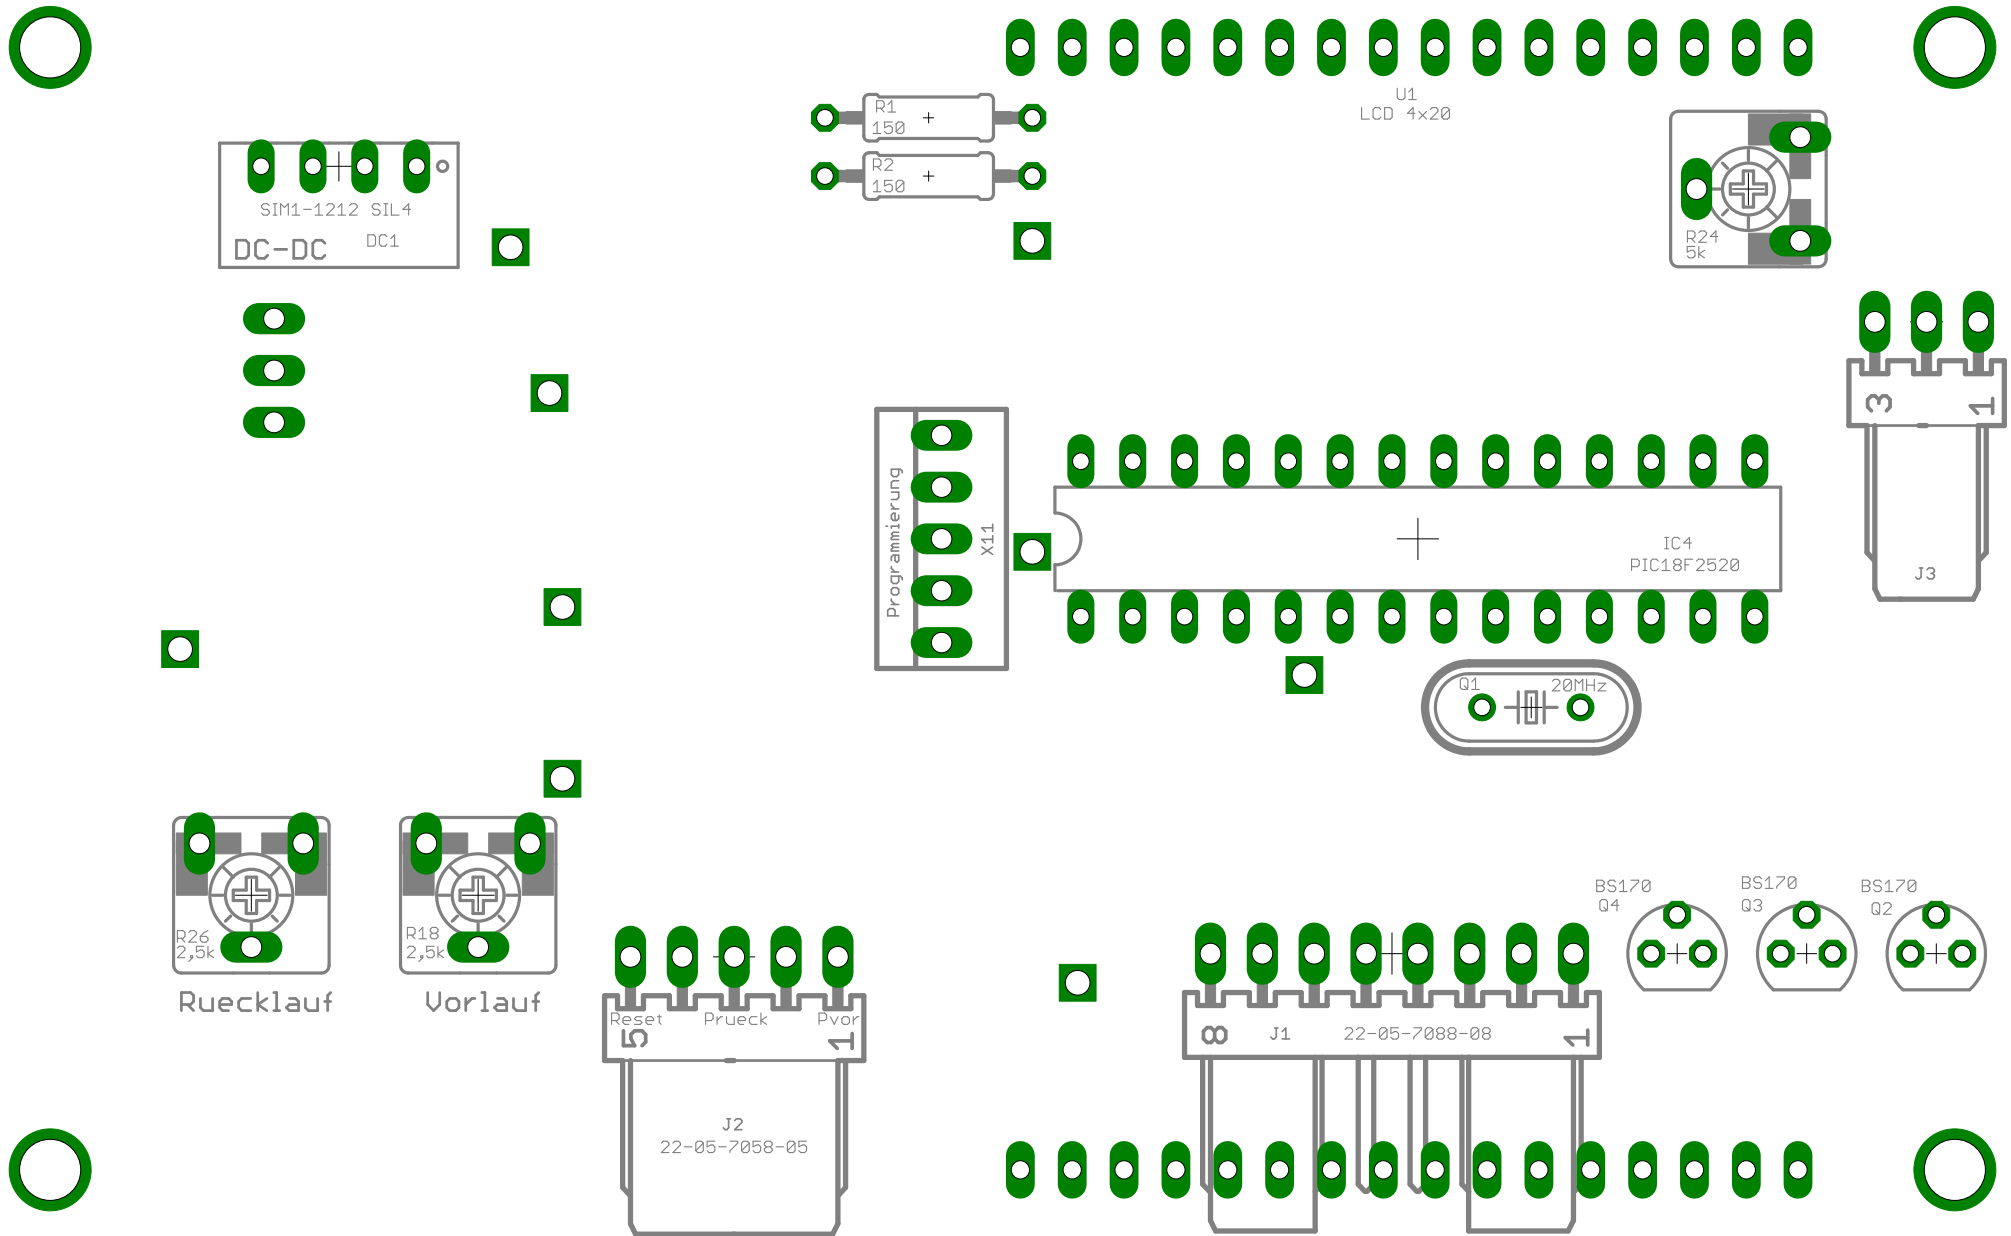 U1
LCD 4x20
R1
150
R2
150
SIM1-1212 SIL4
DC-DC
DC1
R24
5k
3
1
J3
Programmierung
X11
IC4
PIC18F2520
Q1
20MHz
R26
2,5k
Ruecklauf
R18
2,5k
Vorlauf
Reset
Prueck
Pvor
5
1
J2
22-05-7058-05
8
J1
22-05-7088-08
1
BS170
Q4
BS170
Q3
BS170
Q2